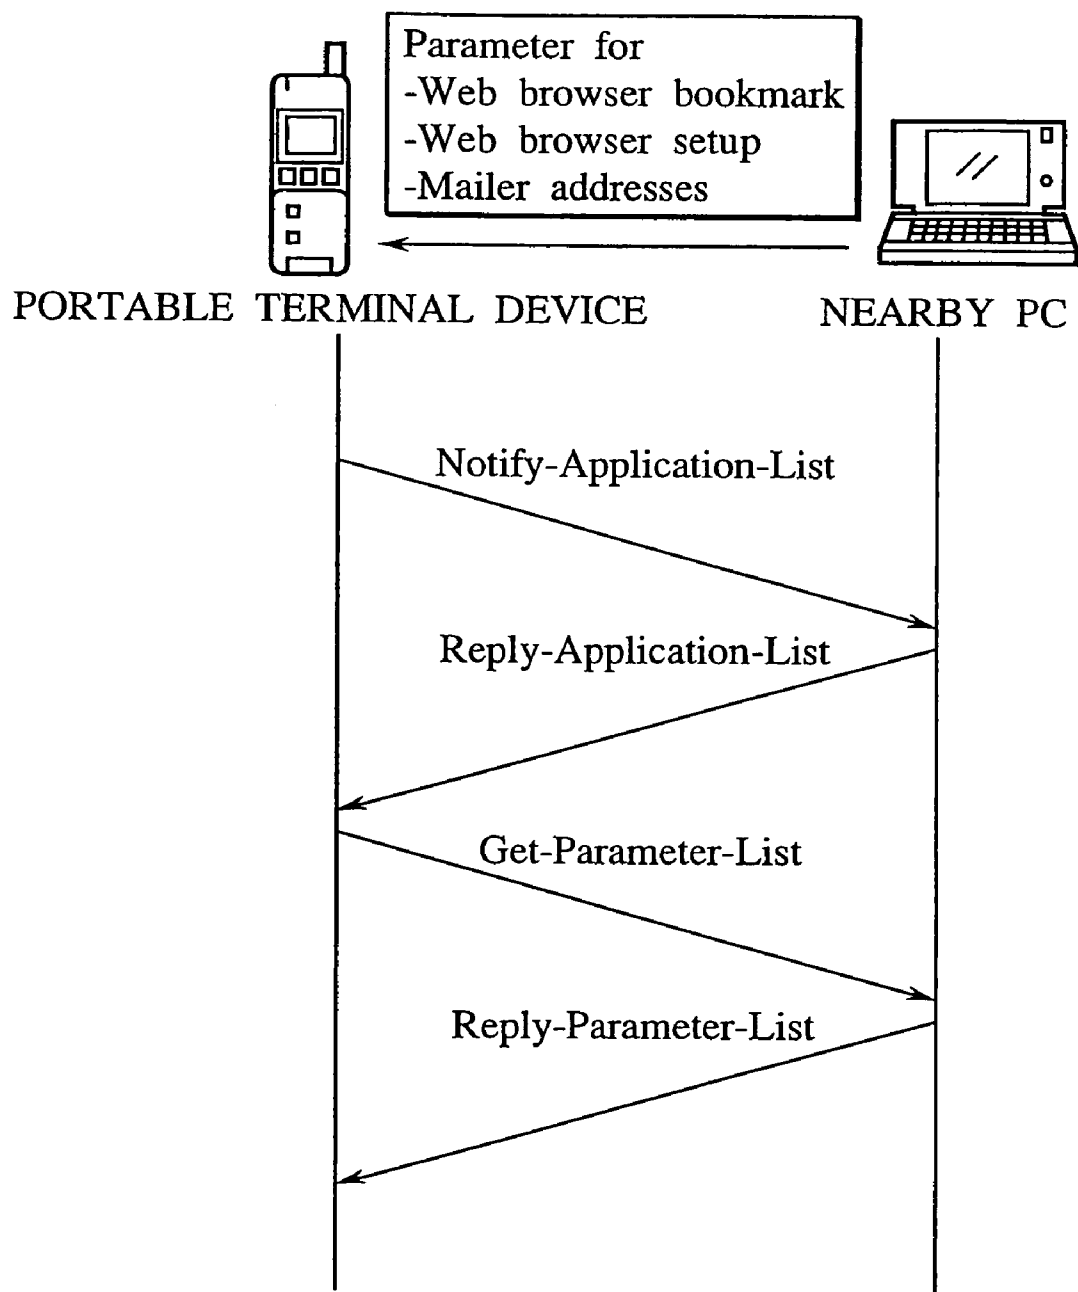 Parameter for
-Web browser bookmark
-Web browser setup
-Mailer addresses
PORTABLE TERMINAL DEVICE
NEARBY PC
Notify-Application-List
Reply-Application-List
Get-Parameter-List
Reply-Parameter-List